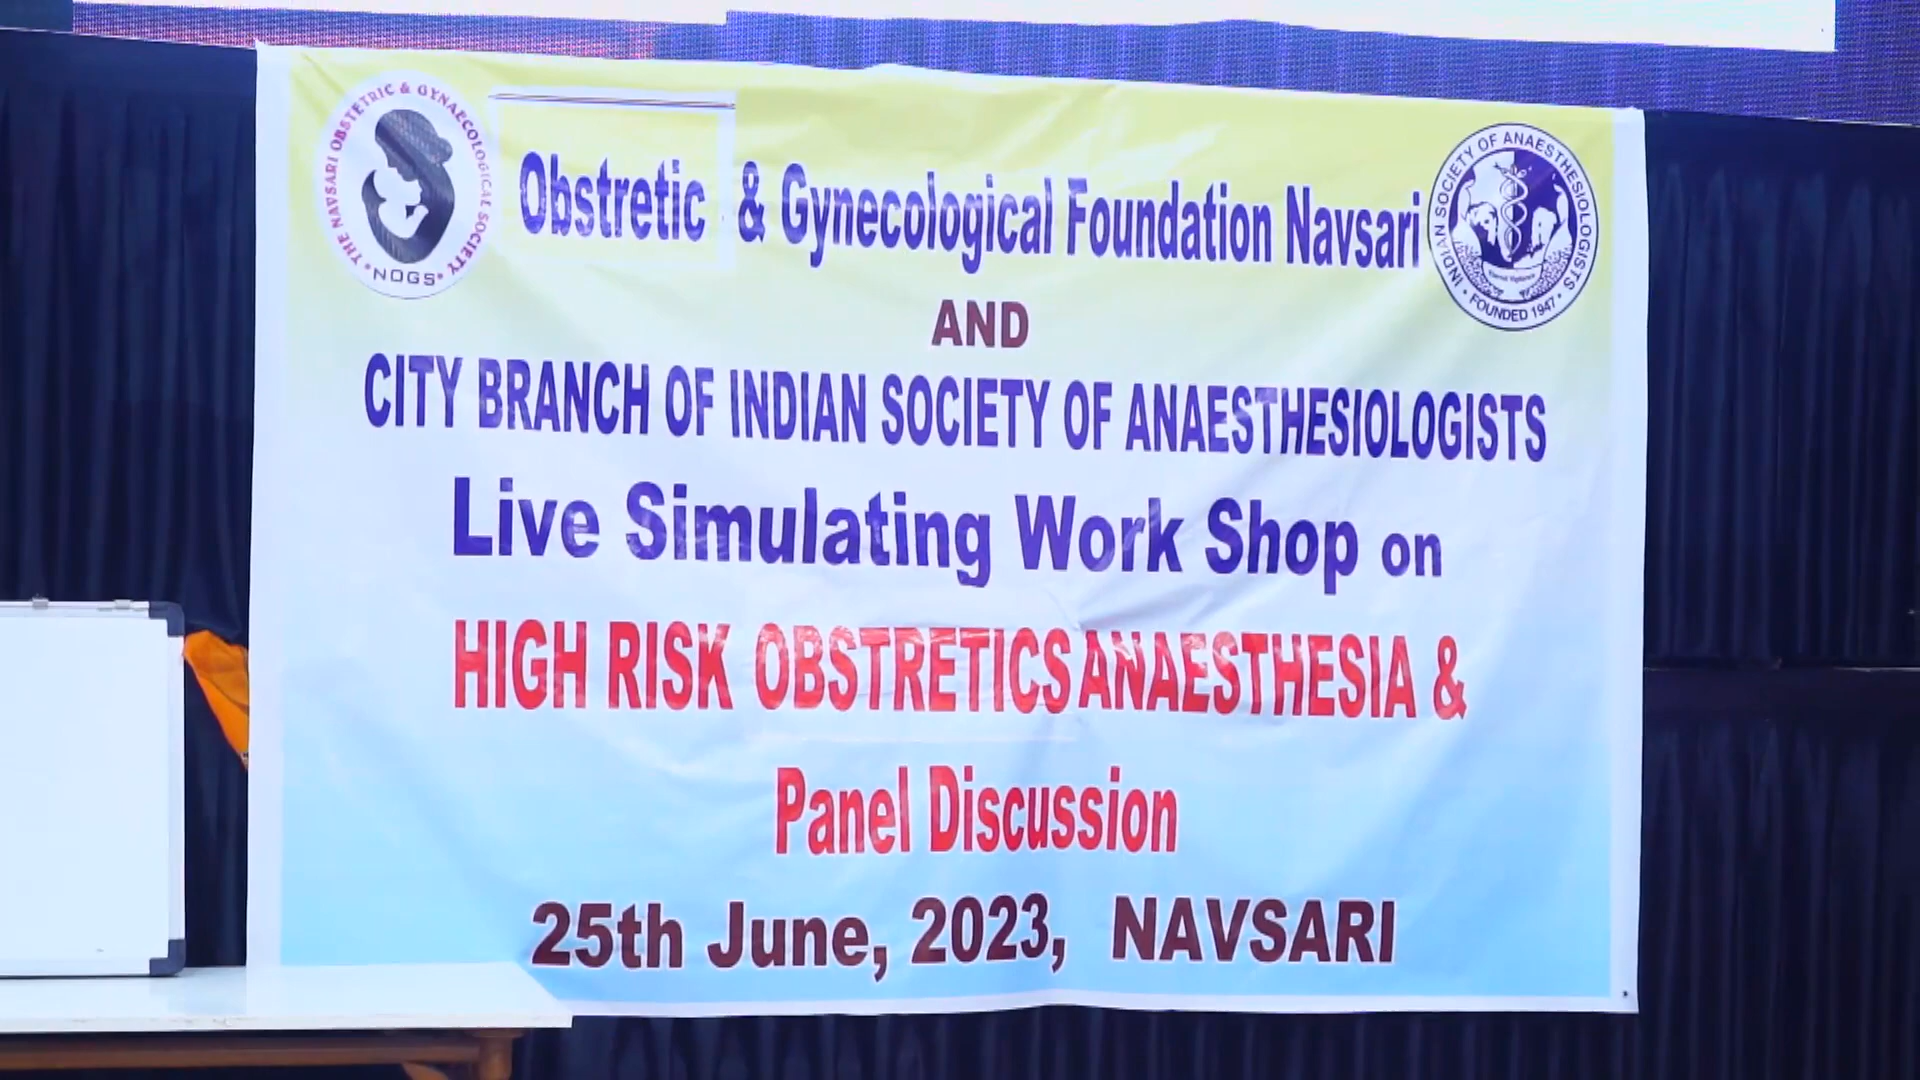 THE NAVSARI OBSTETRIC & GYNAECOLOGICAL SOCIETY
NOGS
Obstretic & Gynecological Foundation Navsari
INDIAN SOCIETY OF ANAESTHESIOLOGISTS
FOUNDED 1947
AND
CITY BRANCH OF INDIAN SOCIETY OF ANAESTHESIOLOGISTS
Live Simulating Work Shop on
HIGH RISK OBSTRETICS ANAESTHESIA &
Panel Discussion
25th June, 2023, NAVSARI